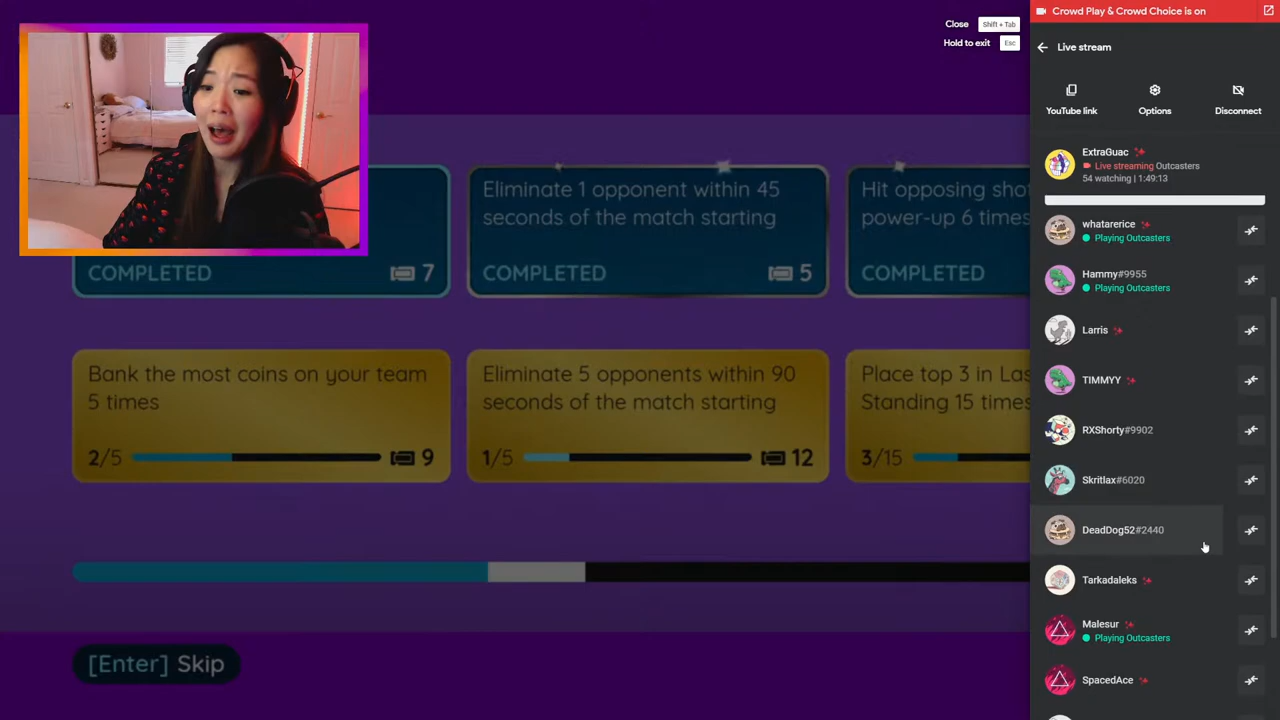 Close Shift + Tab
Hold to exit Esc
Eliminate 1 opponent within 45
seconds of the match starting
Hit opposing sho
power-up 6 times
COMPLETED 7
COMPLETED 5
COMPLETED
Bank the most coins on your team
5 times
Eliminate 5 opponents within 90
seconds of the match starting
Place top 3 in Las
Standing 15 times
2/5 9
1/5 12
3/15
[Enter] Skip
Crowd Play & Crowd Choice is on
Live stream
YouTube link
Options
Disconnect
ExtraGuac
Live streaming Outcasters
54 watching | 1:49:13
whatarerice
Playing Outcasters
Hammy#9955
Playing Outcasters
Larris
TIMMYY
RXShorty#9902
Skritlax#6020
DeadDog52#2440
Tarkadaleks
Malesur
Playing Outcasters
SpacedAce